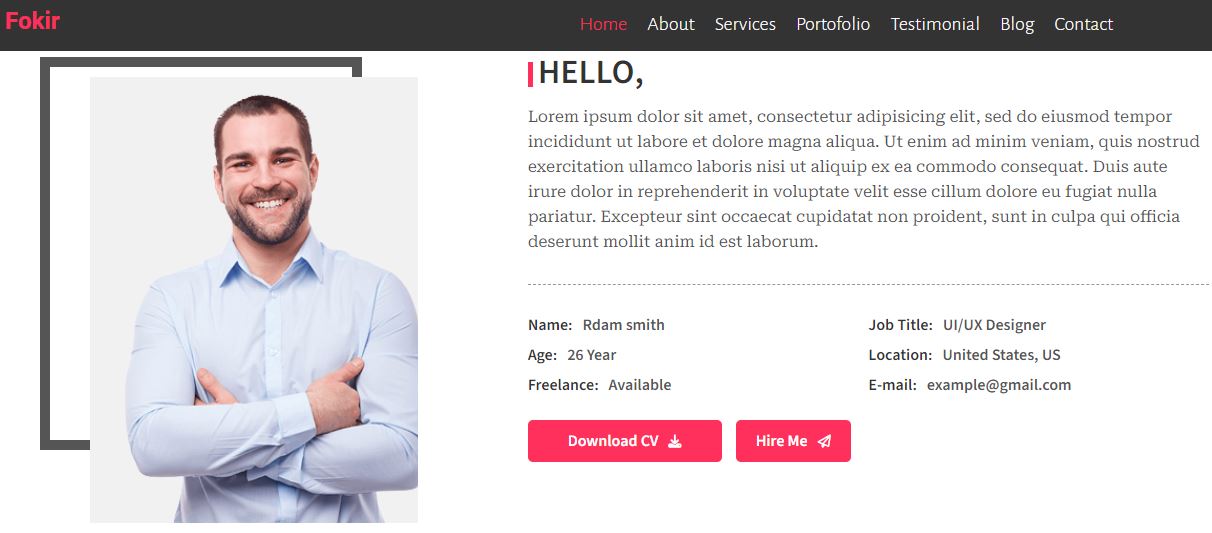 Fokir
Home About Services Portofolio Testimonial Blog Contact
HELLO,
Lorem ipsum dolor sit amet, consectetur adipisicing elit, sed do eiusmod tempor
incididunt ut labore et dolore magna aliqua. Ut enim ad minim veniam, quis nostrud
exercitation ullamco laboris nisi ut aliquip ex ea commodo consequat. Duis aute
irure dolor in reprehenderit in voluptate velit esse cillum dolore eu fugiat nulla
pariatur. Excepteur sint occaecat cupidatat non proident, sunt in culpa qui officia
deserunt mollit anim id est laborum.
Name: Rdam smith
Job Title: UI/UX Designer
Age: 26 Year
Location: United States, US
Freelance: Available
E-mail: example@gmail.com
Download CV
Hire Me